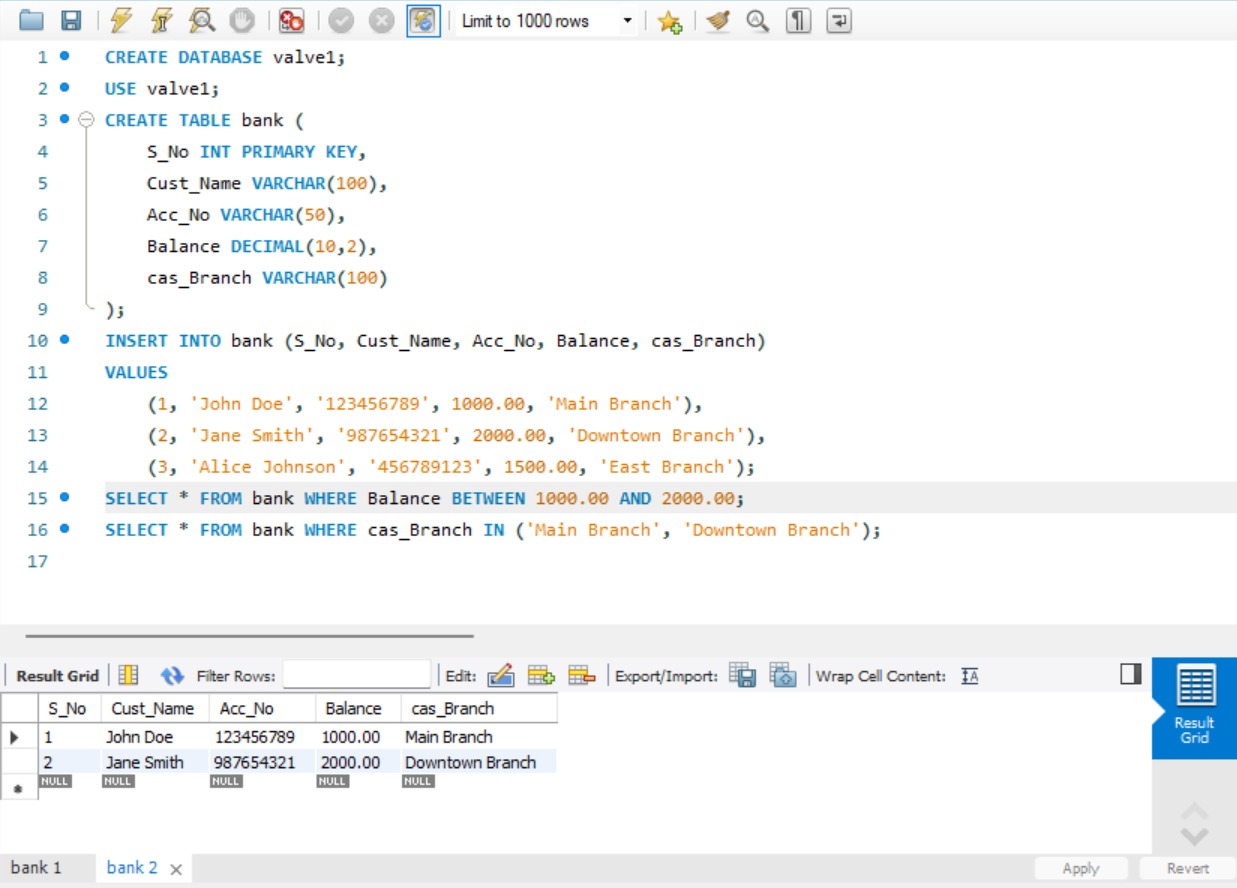 Limit to 1000 rows
1 CREATE DATABASE valve1;
2 USE valve1;
3 CREATE TABLE bank (
4 S_No INT PRIMARY KEY,
5 Cust_Name VARCHAR(100),
6 Acc_No VARCHAR(50),
7 Balance DECIMAL(10,2),
8 cas_Branch VARCHAR(100)
9 );
10 INSERT INTO bank (S_No, Cust_Name, Acc_No, Balance, cas_Branch)
11 VALUES
12 (1, 'John Doe', '123456789', 1000.00, 'Main Branch'),
13 (2, 'Jane Smith', '987654321', 2000.00, 'Downtown Branch'),
14 (3, 'Alice Johnson', '456789123', 1500.00, 'East Branch');
15 SELECT * FROM bank WHERE Balance BETWEEN 1000.00 AND 2000.00;
16 SELECT * FROM bank WHERE cas_Branch IN ('Main Branch', 'Downtown Branch');
17
Result Grid Filter Rows: Edit: Export/Import: Wrap Cell Content: IA
S_No Cust_Name Acc_No Balance cas_Branch
1 John Doe 123456789 1000.00 Main Branch
2 Jane Smith 987654321 2000.00 Downtown Branch
NULL NULL NULL NULL NULL
Result
Grid
bank 1 bank 2 Apply Revert